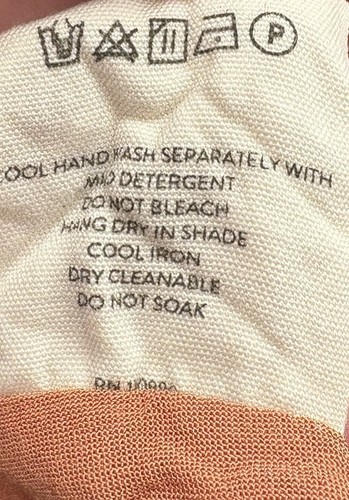 P
COOL HAND WASH SEPARATELY WITH
MILD DETERGENT
DO NOT BLEACH
HANG DRY IN SHADE
COOL IRON
DRY CLEANABLE
DO NOT SOAK
RN